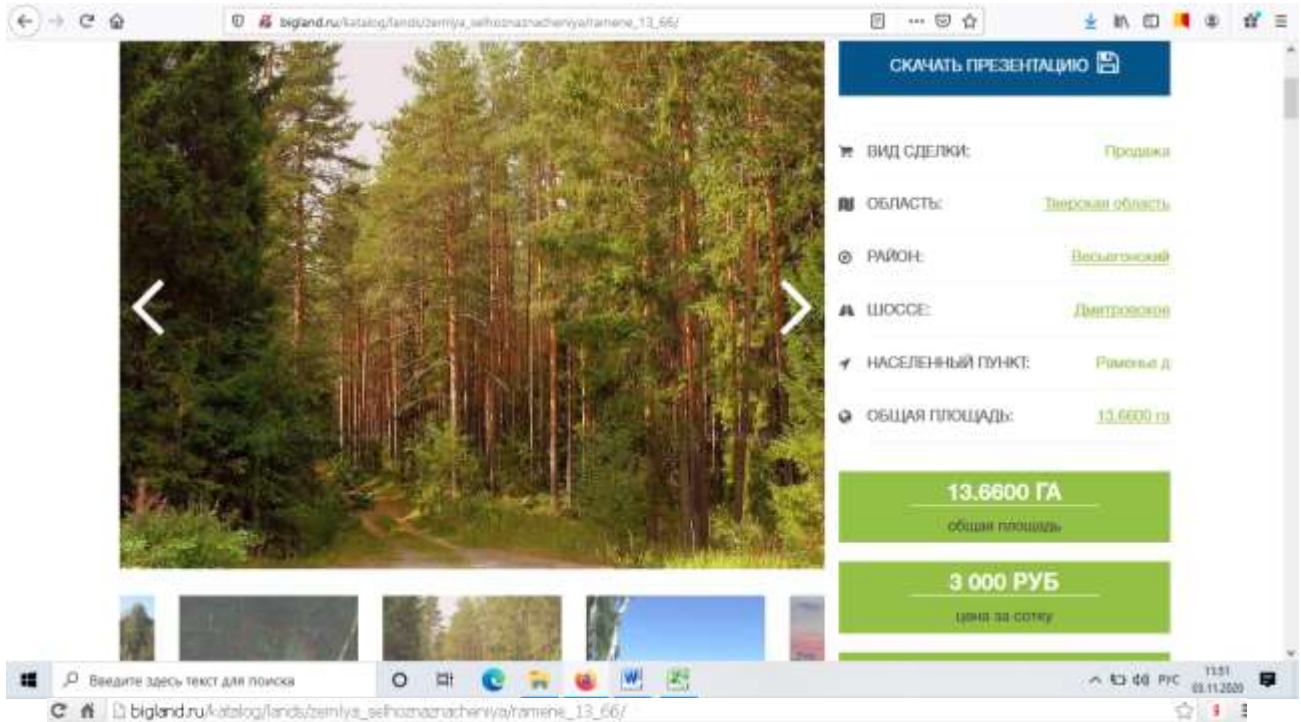 bigland.ru/katalog/lands/zemlya_selhoznaznacheniya/ramene_13_66/
СКАЧАТЬ ПРЕЗЕНТАЦИЮ
ВИД СДЕЛКИ: Продажа
ОБЛАСТЬ: Тверская область
РАЙОН: Весьегонский
ШОССЕ: Дмитровское
НАСЕЛЕННЫЙ ПУНКТ: Раменье д
ОБЩАЯ ПЛОЩАДЬ: 13.6600 га
13.6600 ГА
общая площадь
3 000 РУБ
цена за сотку
Введите здесь текст для поиска
РУС
11:51
03.11.2020
bigland.ru/katalog/lands/zemlya_selhoznaznacheniya/ramene_13_66/